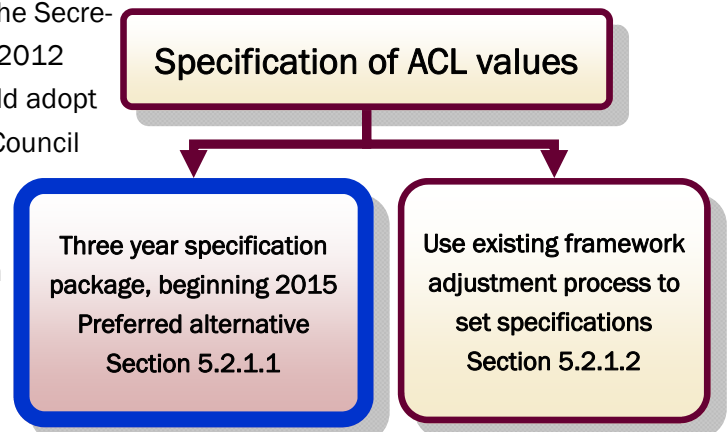 he Secre-
2012
ld adopt
Council
Specification of ACL values
Three year specification
package, beginning 2015
Preferred alternative
Section 5.2.1.1
Use existing framework
adjustment process to
set specifications
Section 5.2.1.2